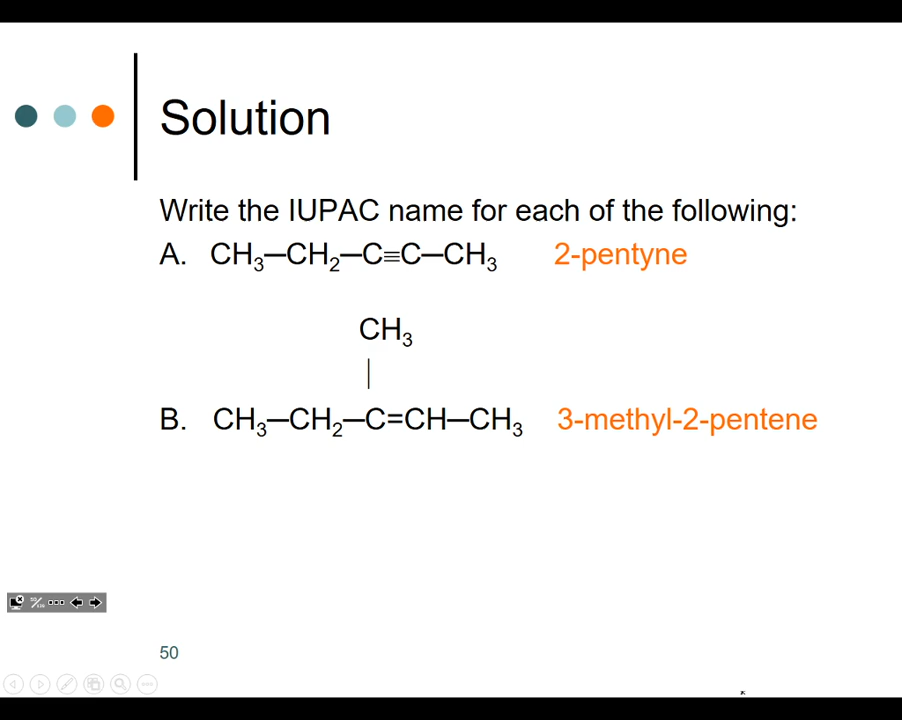 Solution
Write the IUPAC name for each of the following:
A. CH₃─CH₂─C≡C─CH₃ 2-pentyne
CH₃
|
B. CH₃─CH₂─C=CH─CH₃ 3-methyl-2-pentene
50